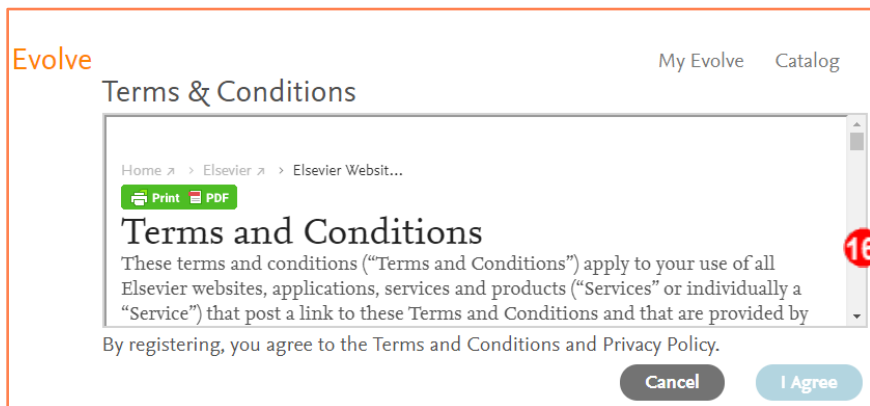 Evolve
My Evolve Catalog
Terms & Conditions
Home ↗ > Elsevier ↗ > Elsevier Websit...
Print PDF
Terms and Conditions
These terms and conditions (“Terms and Conditions”) apply to your use of all
Elsevier websites, applications, services and products (“Services” or individually a
“Service”) that post a link to these Terms and Conditions and that are provided by
16
By registering, you agree to the Terms and Conditions and Privacy Policy.
Cancel I Agree